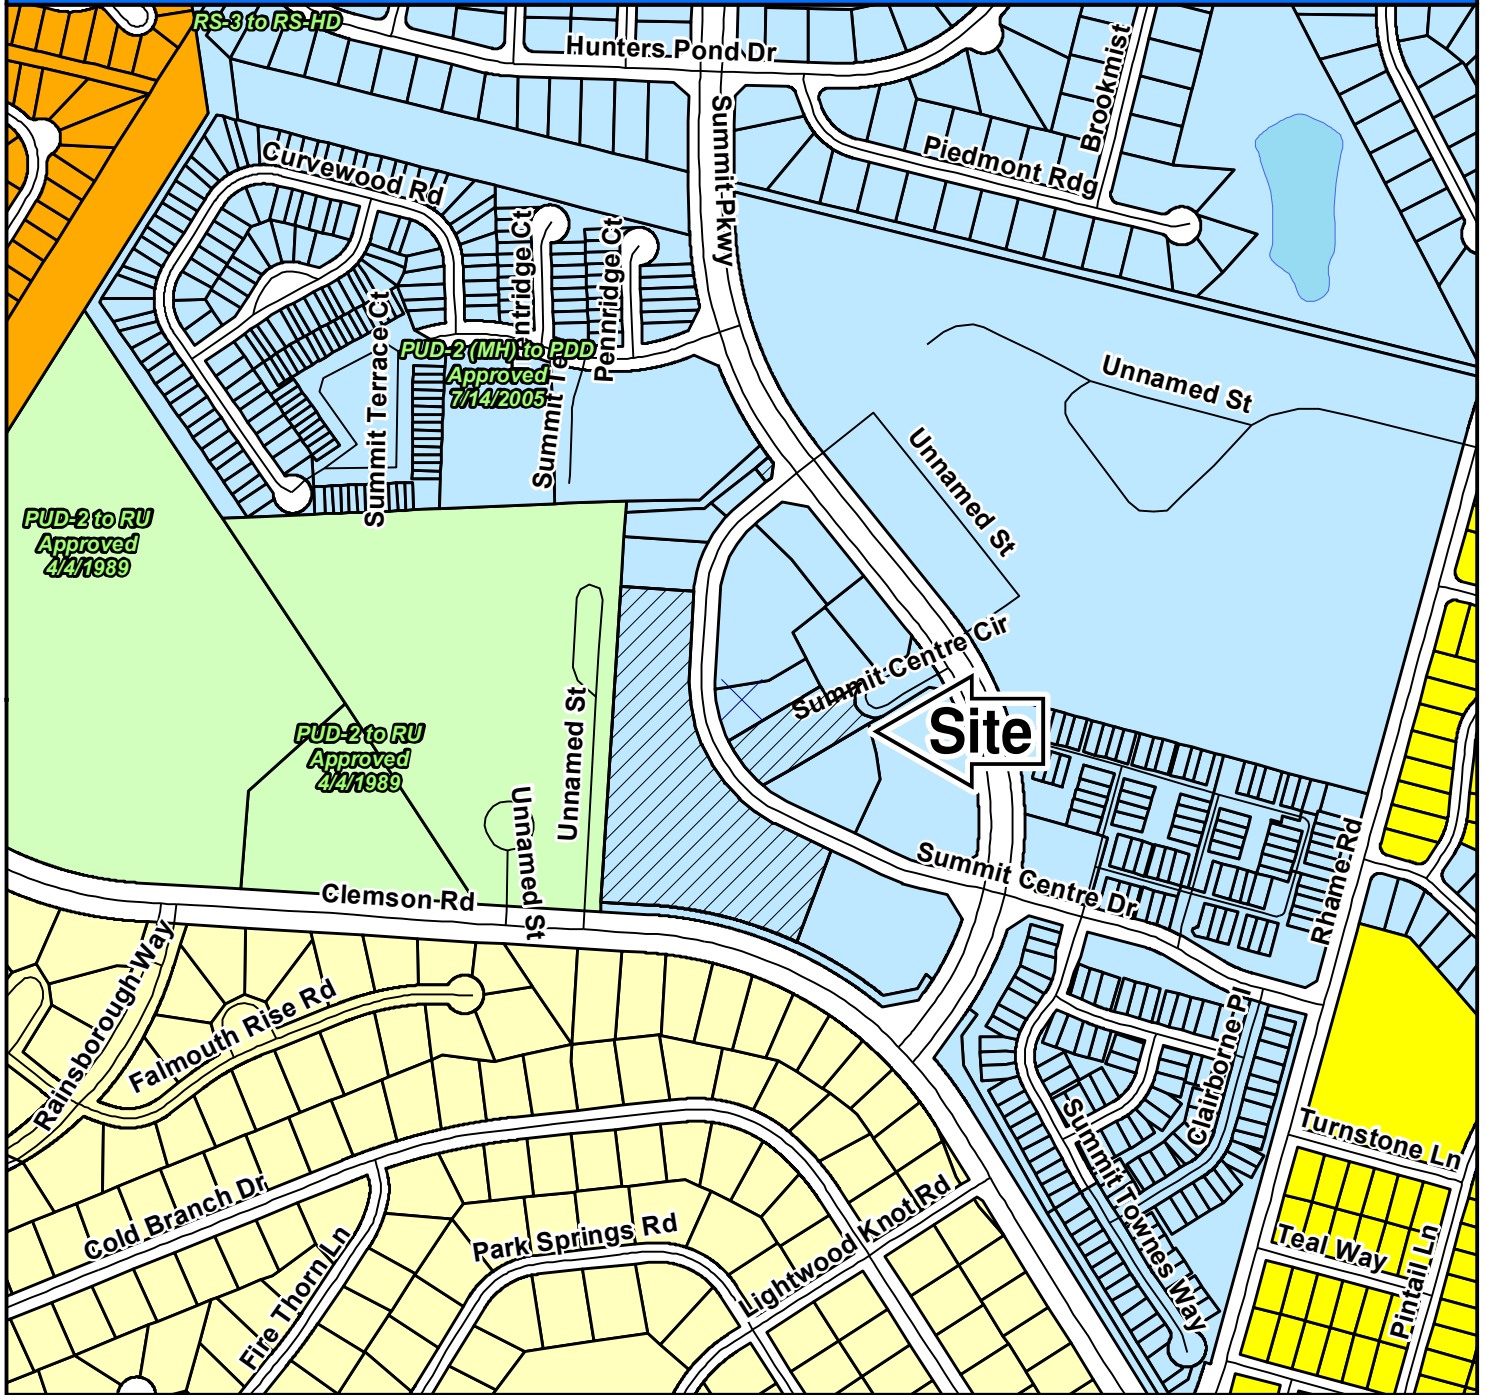 RS-3 to RS-HD
Hunters Pond Dr
Brookmist
Summit Pkwy
Piedmont Rdg
Curvewood Rd
Pennridge Ct
Summit Terrace Ct
PUD-2 (MH) to PDD
Approved
7/14/2005
Unnamed St
Unnamed St
PUD-2 to RU
Approved
4/4/1989
Summit Centre Cir
Site
Unnamed St
PUD-2 to RU
Approved
4/4/1989
Unnamed St
Summit Centre Dr
Rhame Rd
Clemson Rd
Rainsborough Way
Falmouth Rise Rd
Clairborne Pl
Summit Townes Way
Turnstone Ln
Cold Branch Dr
Fire Thorn Ln
Park Springs Rd
Lightwood Knot Rd
Teal Way
Pintail Ln